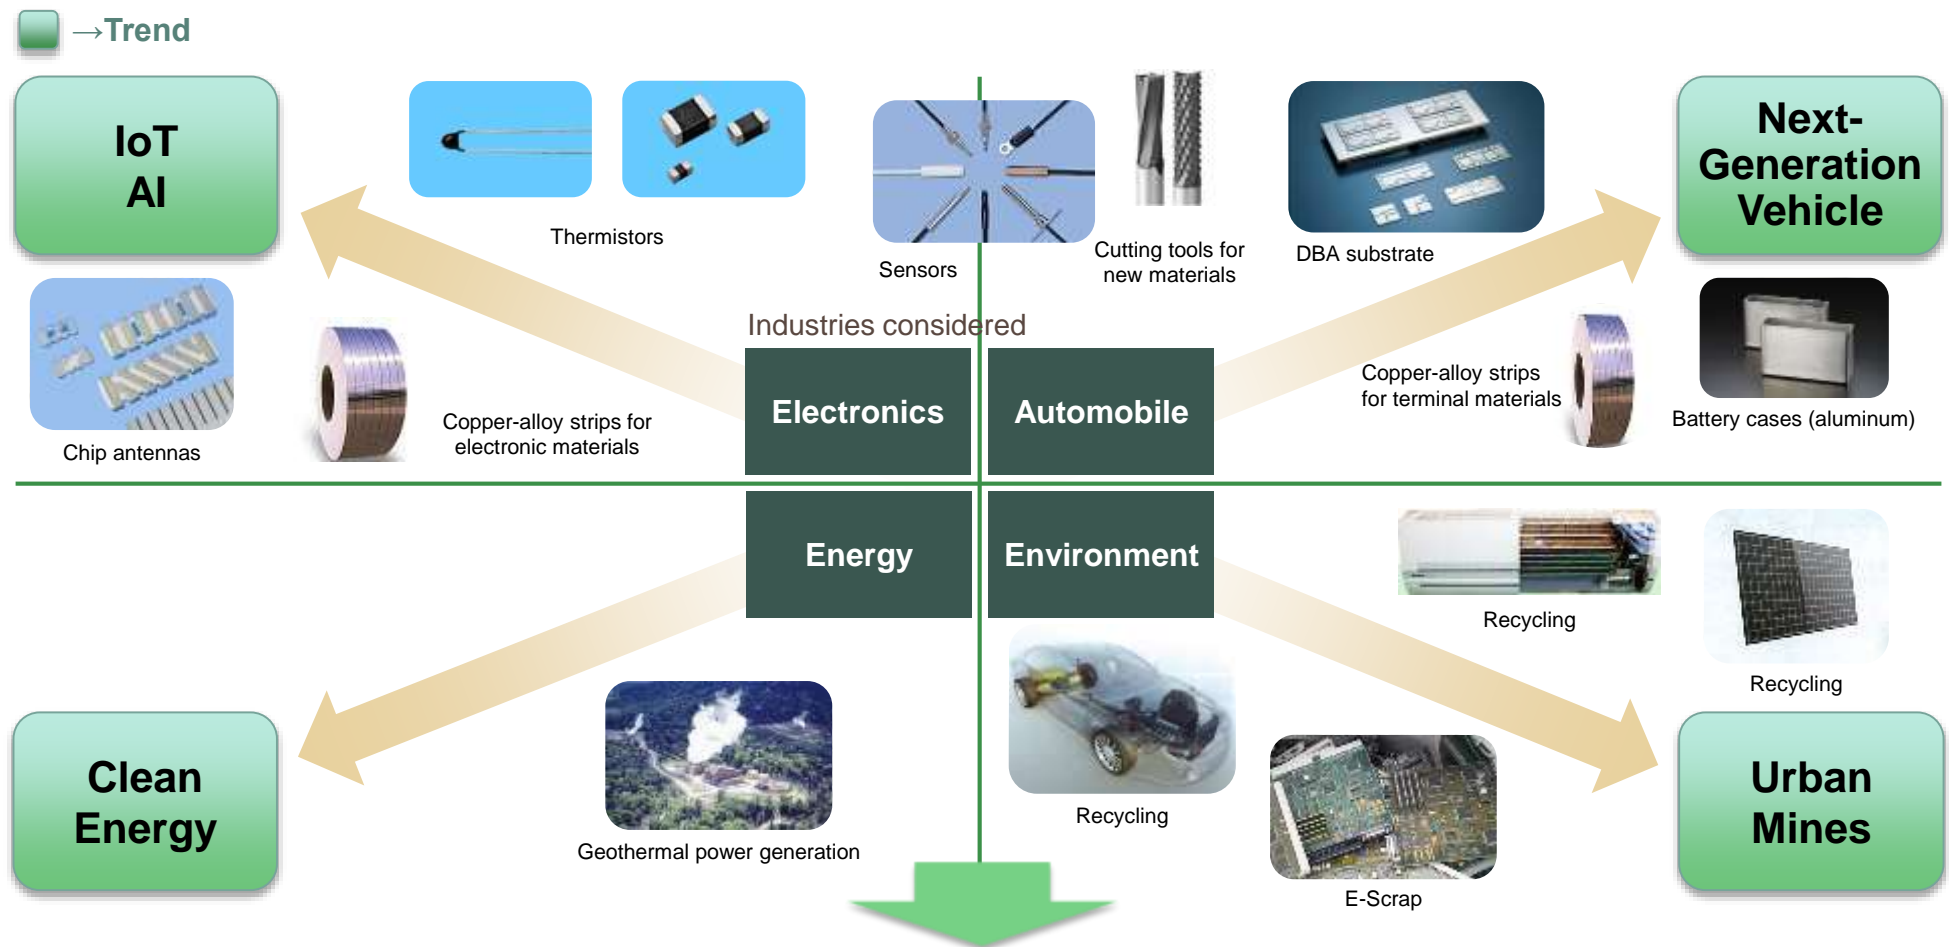 →Trend
IoT
AI
Thermistors
Sensors
Cutting tools for
new materials
DBA substrate
Next-
Generation
Vehicle
Chip antennas
Copper-alloy strips for
electronic materials
Industries considered
Electronics
Automobile
Copper-alloy strips
for terminal materials
Battery cases (aluminum)
Energy
Environment
Recycling
Recycling
Clean
Energy
Geothermal power generation
Recycling
E-Scrap
Urban
Mines